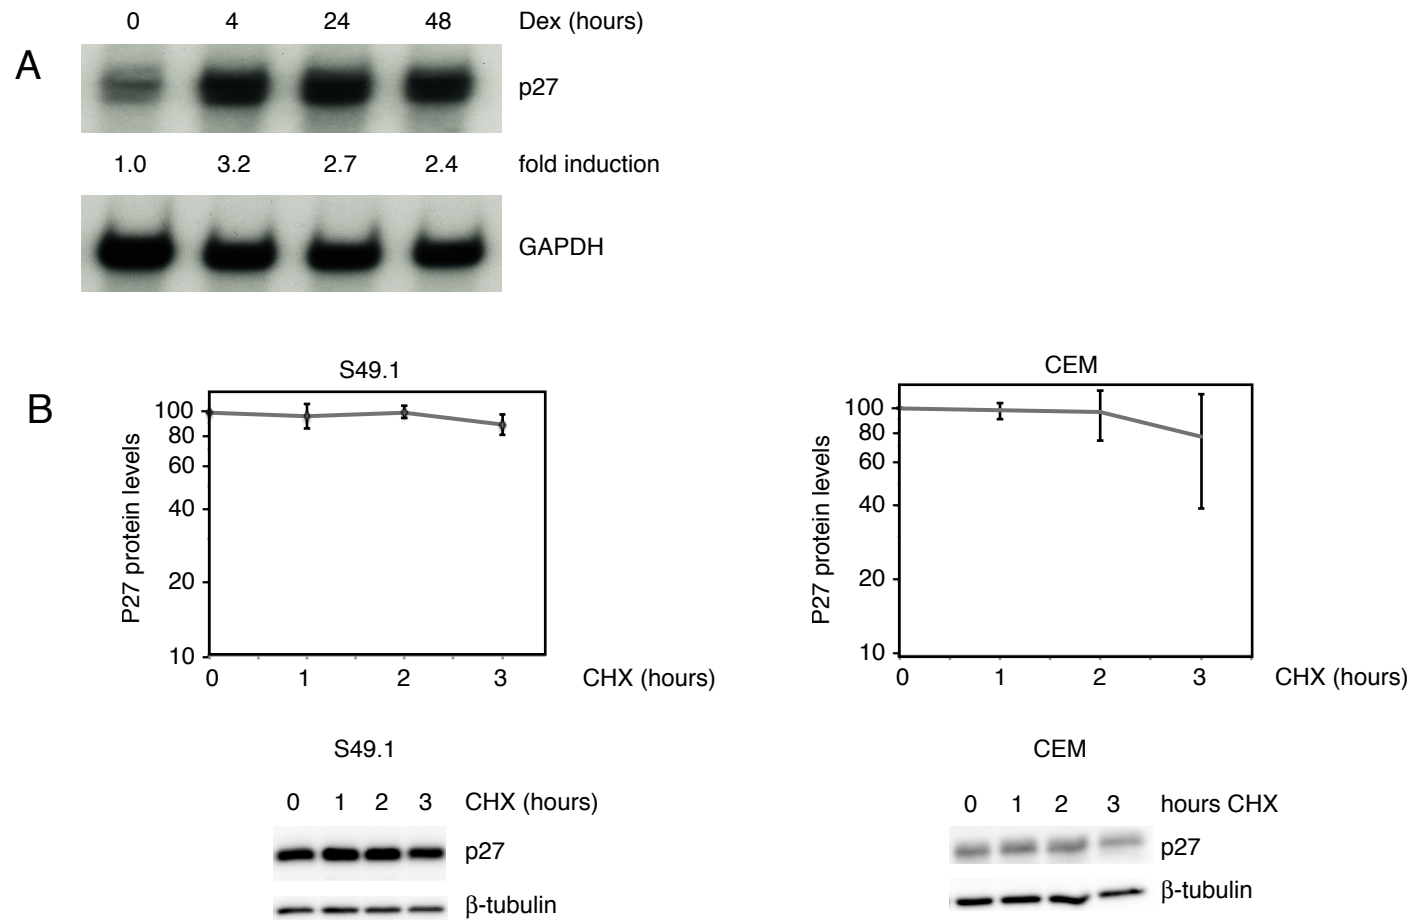 0 4 24 48 Dex (hours)
A
p27
1.0 3.2 2.7 2.4 fold induction
GAPDH
B
S49.1
P27 protein levels
100
80
60
40
20
10
0 1 2 3 CHX (hours)
CEM
P27 protein levels
100
80
60
40
20
10
0 1 2 3 CHX (hours)
S49.1
0 1 2 3 CHX (hours)
p27
β-tubulin
CEM
0 1 2 3 hours CHX
p27
β-tubulin